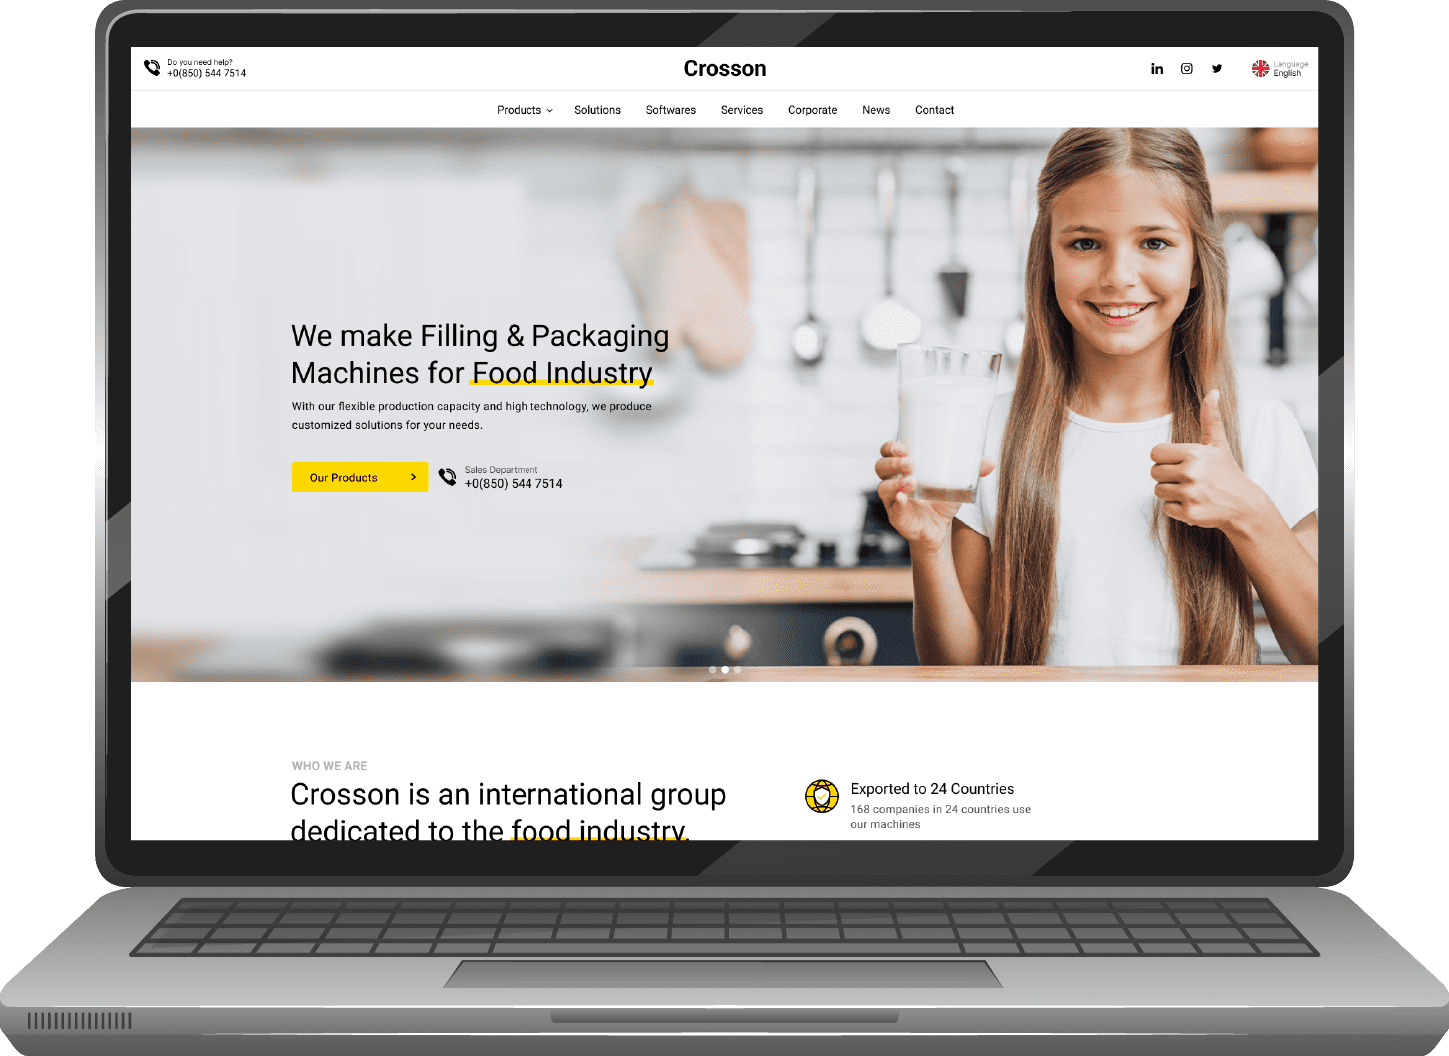 Do you need help?
+0(850) 544 7514
Crosson
Language
English
Products
Solutions
Softwares
Services
Corporate
News
Contact
We make Filling & Packaging
Machines for Food Industry
With our flexible production capacity and high technology, we produce
customized solutions for your needs.
Our Products
Sales Department
+0(850) 544 7514
WHO WE ARE
Crosson is an international group
dedicated to the food industry.
Exported to 24 Countries
168 companies in 24 countries use
our machines